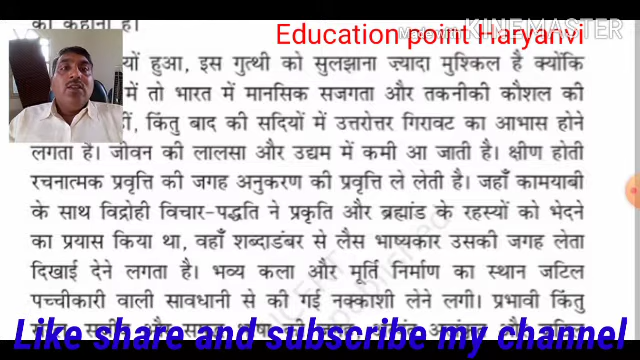 की कहानी है।
Education point Haryanvi
Made with KINEMASTER
यों हुआ, इस गुत्थी को सुलझाना ज़्यादा मुश्किल है क्योंकि
में तो भारत में मानसिक सजगता और तकनीकी कौशल की
किंतु बाद की सदियों में उत्तरोत्तर गिरावट का आभास होने
लगता है। जीवन की लालसा और उद्यम में कमी आ जाती है। क्षीण होती
रचनात्मक प्रवृत्ति की जगह अनुकरण की प्रवृत्ति ले लेती है। जहाँ कामयाबी
के साथ विद्रोही विचार-पद्धति ने प्रकृति और ब्रह्मांड के रहस्यों को भेदने
का प्रयास किया था, वहाँ शब्दाडंबर से लैस भाष्यकार उसकी जगह लेता
दिखाई देने लगता है। भव्य कला और मूर्ति निर्माण का स्थान जटिल
पच्चीकारी वाली सावधानी से की गई नक्काशी लेने लगी। प्रभावी किंतु
Like share and subscribe my channel